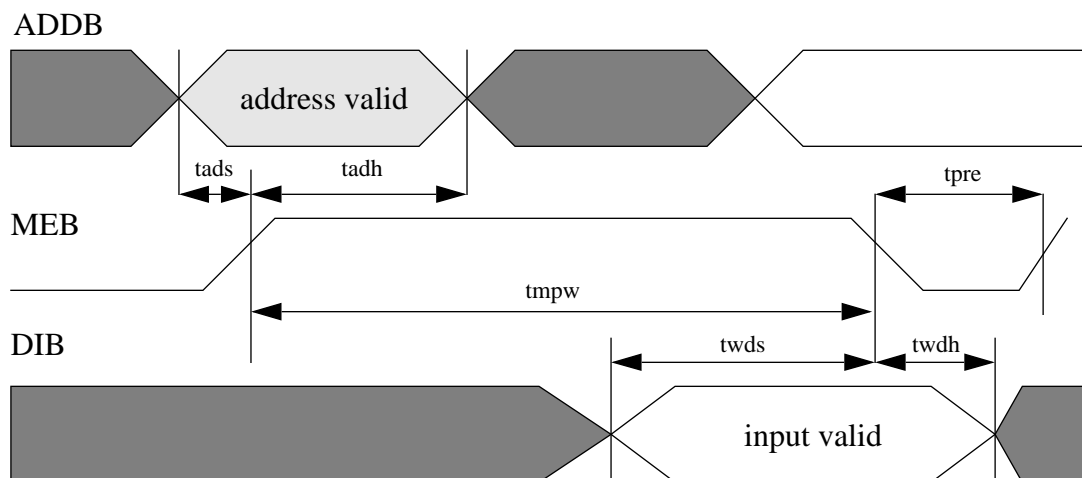 ADDB
address valid
tads
tadh
tpre
MEB
tmpw
DIB
twds
twdh
input valid